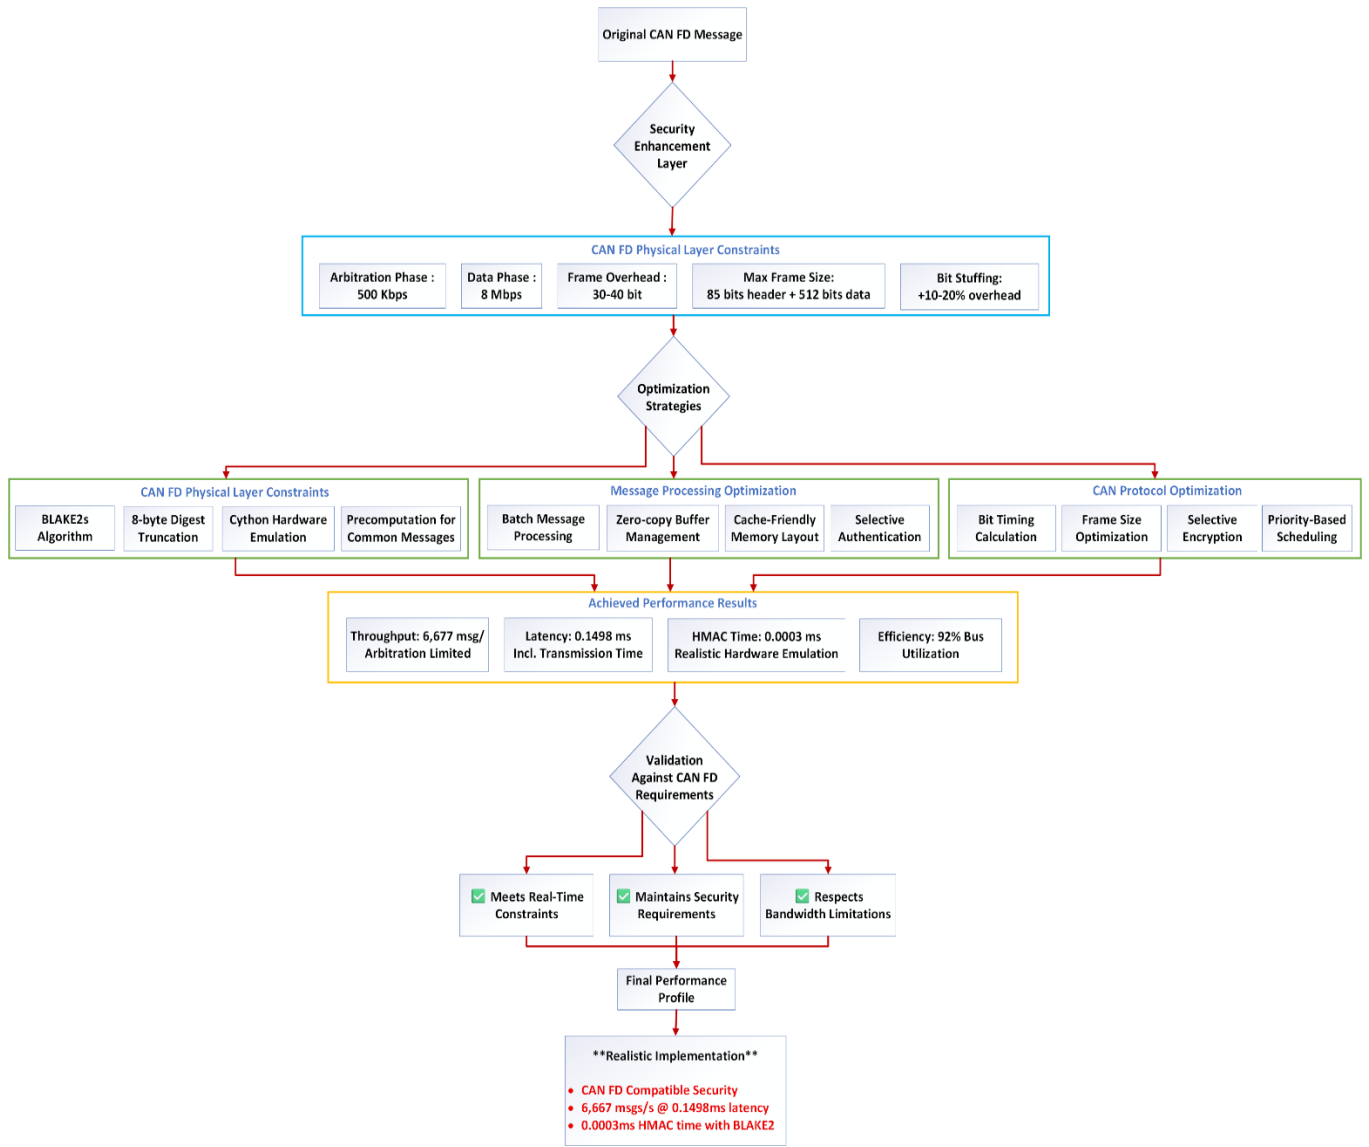 Original CAN FD Message
Security
Enhancement
Layer
CAN FD Physical Layer Constraints
Arbitration Phase :
500 Kbps
Data Phase :
8 Mbps
Frame Overhead :
30-40 bit
Max Frame Size:
85 bits header + 512 bits data
Bit Stuffing:
+10-20% overhead
Optimization
Strategies
CAN FD Physical Layer Constraints
BLAKE2s
Algorithm
8-byte Digest
Truncation
Cython Hardware
Emulation
Precomputation for
Common Messages
Message Processing Optimization
Batch Message
Processing
Zero-copy Buffer
Management
Cache-Friendly
Memory Layout
Selective
Authentication
CAN Protocol Optimization
Bit Timing
Calculation
Frame Size
Optimization
Selective
Encryption
Priority-Based
Scheduling
Achieved Performance Results
Throughput: 6,677 msg/
Arbitration Limited
Latency: 0.1498 ms
Incl. Transmission Time
HMAC Time: 0.0003 ms
Realistic Hardware Emulation
Efficiency: 92% Bus
Utilization
Validation
Against CAN FD
Requirements
✅ Meets Real-Time
Constraints
✅ Maintains Security
Requirements
✅ Respects
Bandwidth Limitations
Final Performance
Profile
**Realistic Implementation**
• CAN FD Compatible Security
• 6,667 msgs/s @ 0.1498ms latency
• 0.0003ms HMAC time with BLAKE2